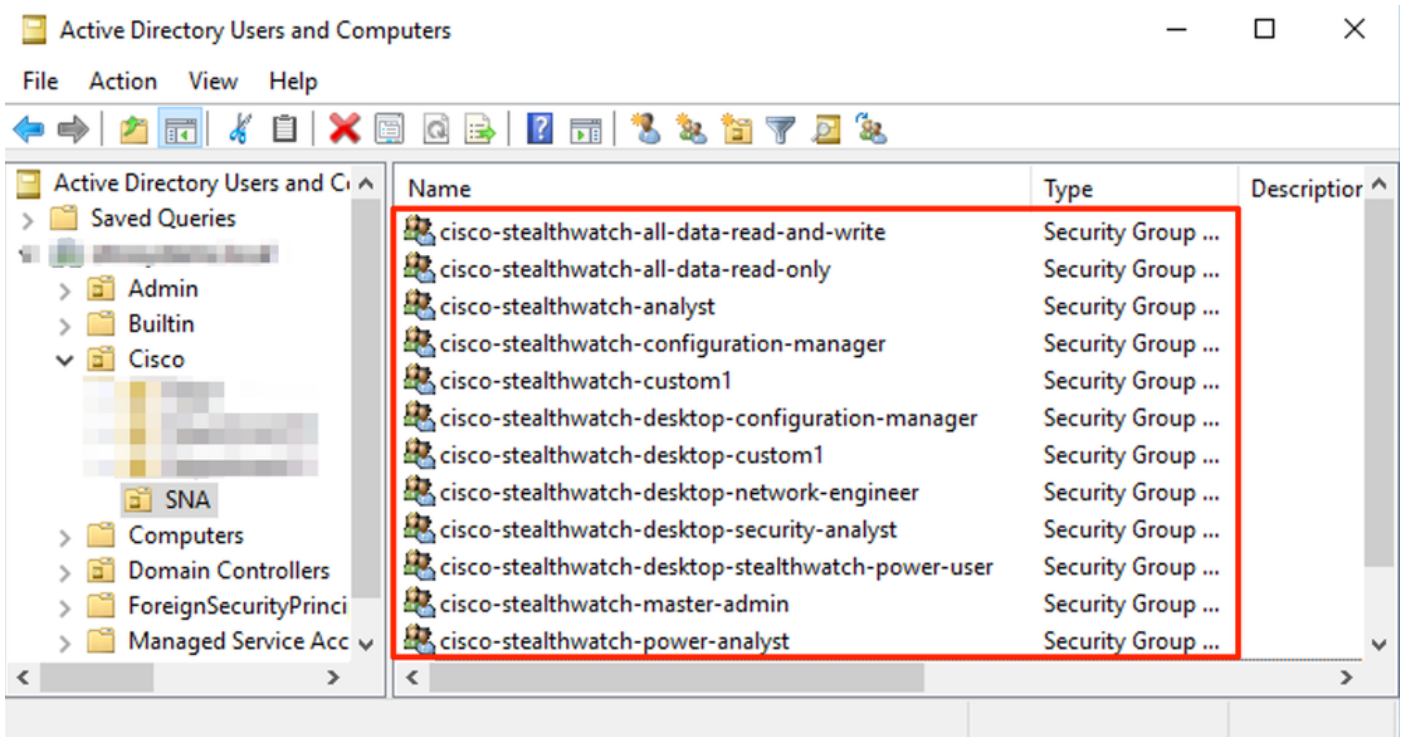 Active Directory Users and Computers
File Action View Help
Active Directory Users and C
Saved Queries
Admin
Builtin
Cisco
SNA
Computers
Domain Controllers
ForeignSecurityPrinci
Managed Service Acc
Name Type Description
cisco-stealthwatch-all-data-read-and-write Security Group ...
cisco-stealthwatch-all-data-read-only Security Group ...
cisco-stealthwatch-analyst Security Group ...
cisco-stealthwatch-configuration-manager Security Group ...
cisco-stealthwatch-custom1 Security Group ...
cisco-stealthwatch-desktop-configuration-manager Security Group ...
cisco-stealthwatch-desktop-custom1 Security Group ...
cisco-stealthwatch-desktop-network-engineer Security Group ...
cisco-stealthwatch-desktop-security-analyst Security Group ...
cisco-stealthwatch-desktop-stealthwatch-power-user Security Group ...
cisco-stealthwatch-master-admin Security Group ...
cisco-stealthwatch-power-analyst Security Group ...